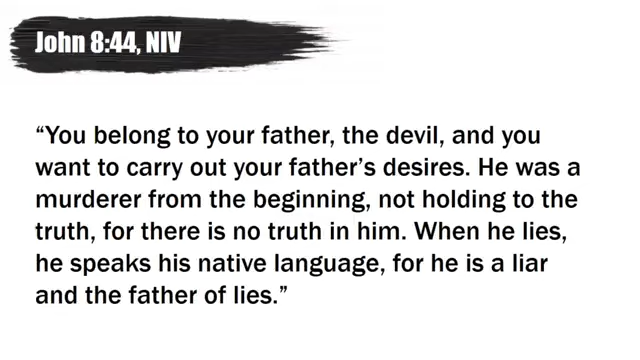 John 8:44, NIV
“You belong to your father, the devil, and you
want to carry out your father’s desires. He was a
murderer from the beginning, not holding to the
truth, for there is no truth in him. When he lies,
he speaks his native language, for he is a liar
and the father of lies.”